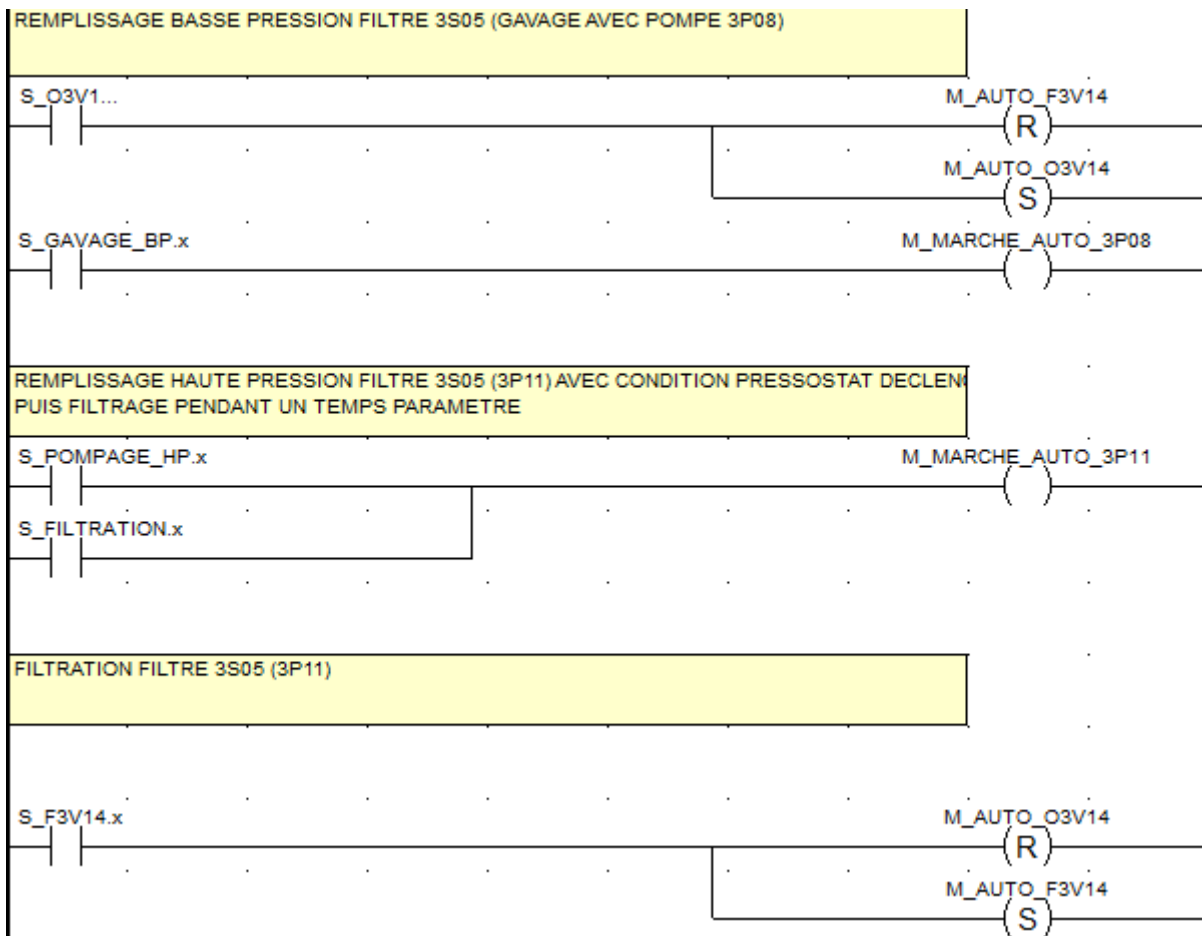 REMPLISSAGE BASSE PRESSION FILTRE 3S05 (GAVAGE AVEC POMPE 3P08)
S_O3V1...
M_AUTO_F3V14
R
M_AUTO_O3V14
S
S_GAVAGE_BP.x
M_MARCHE_AUTO_3P08
REMPLISSAGE HAUTE PRESSION FILTRE 3S05 (3P11) AVEC CONDITION PRESSOSTAT
PUIS FILTRAGE PENDANT UN TEMPS PARAMETRE
S_POMPAGE_HP.x
M_MARCHE_AUTO_3P11
S_FILTRATION.x
FILTRATION FILTRE 3S05 (3P11)
S_F3V14.x
M_AUTO_O3V14
R
M_AUTO_F3V14
S